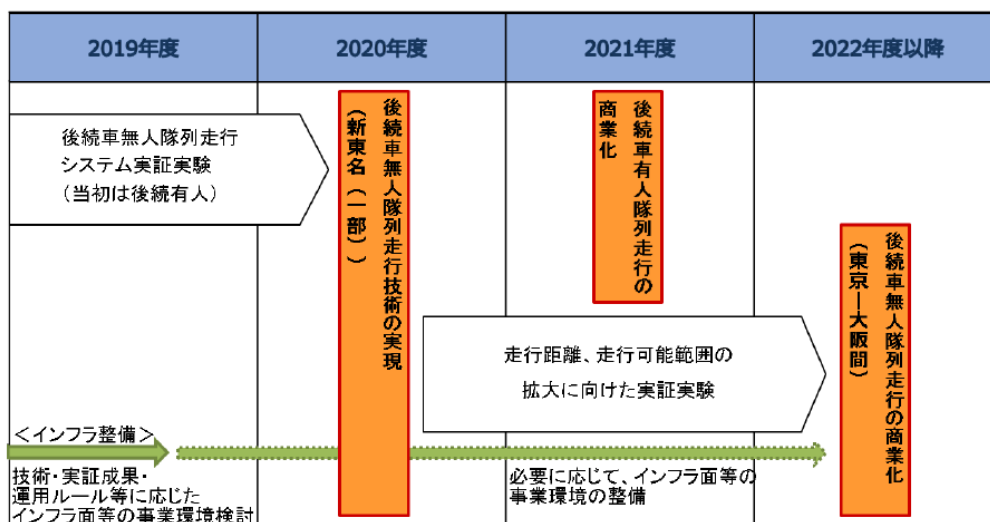 2019年度
2020年度
2021年度
2022年度以降
後続車無人隊列走行
システム実証実験
(当初は後続有人)
後続車無人隊列走行技術の実現
(新東名(一部))
後続車有人隊列走行の
商業化
後続車無人隊列走行の商業化
(東京ー大阪間)
走行距離、走行可能範囲の
拡大に向けた実証実験
<インフラ整備>
技術・実証成果・
運用ルール等に応じた
インフラ面等の事業環境検討
必要に応じて、インフラ面等の
事業環境の整備